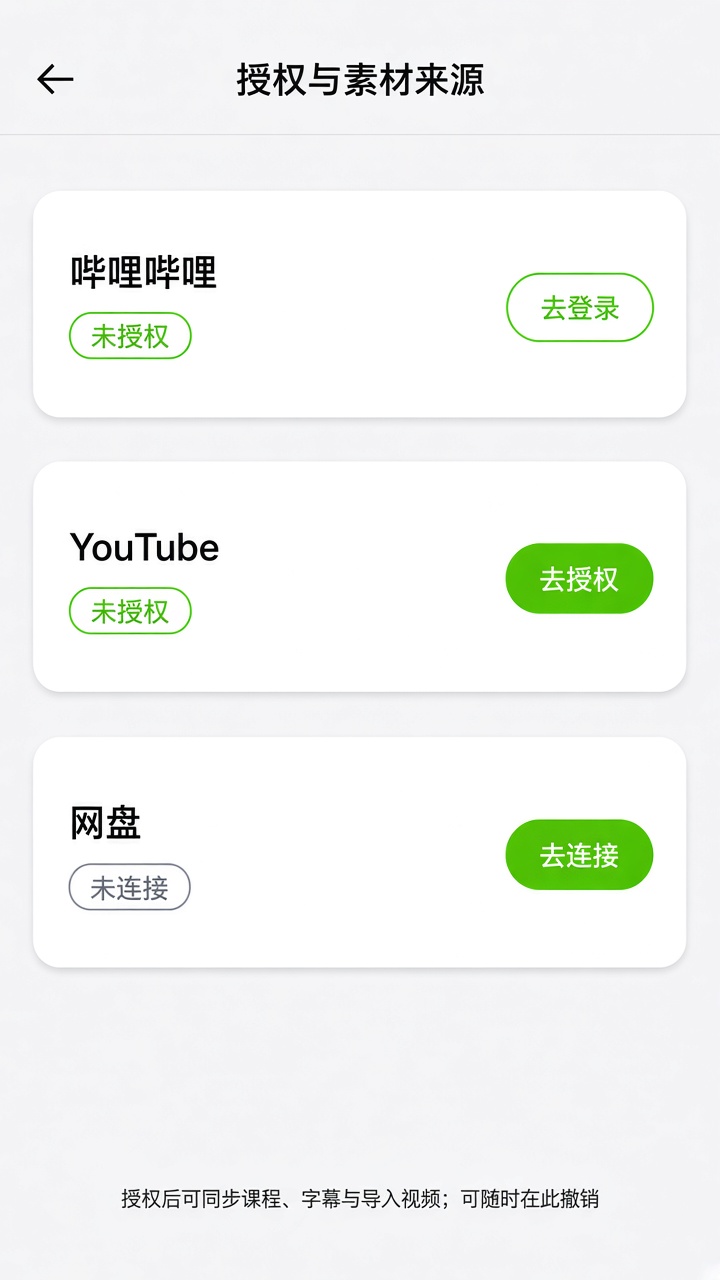 授权与素材来源
哔哩哔哩
未授权
去登录
YouTube
未授权
去授权
网盘
未连接
去连接
授权后可同步课程、字幕与导入视频；可随时在此撤销